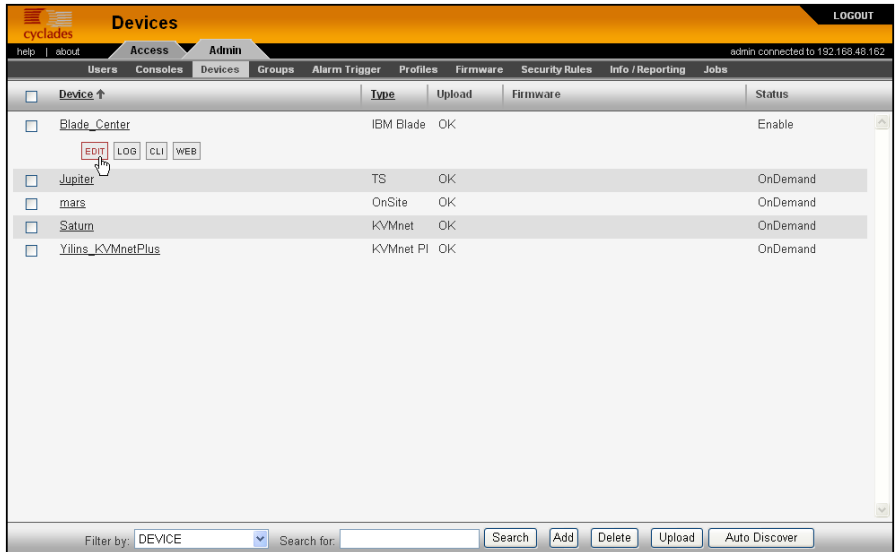 Devices
LOGOUT
cyclades
help | about
Access
Admin
admin connected to 192.168.48.162
Users Consoles Devices Groups Alarm Trigger Profiles Firmware Security Rules Info / Reporting Jobs
Device Type Upload Firmware Status
Blade_Center IBM Blade OK Enable
EDIT LOG CLI WEB
Jupiter TS OK OnDemand
mars OnSite OK OnDemand
Saturn KVMnet OK OnDemand
Yilins_KVMnetPlus KVMnet Pl OK OnDemand
Filter by: DEVICE Search for: Search Add Delete Upload Auto Discover